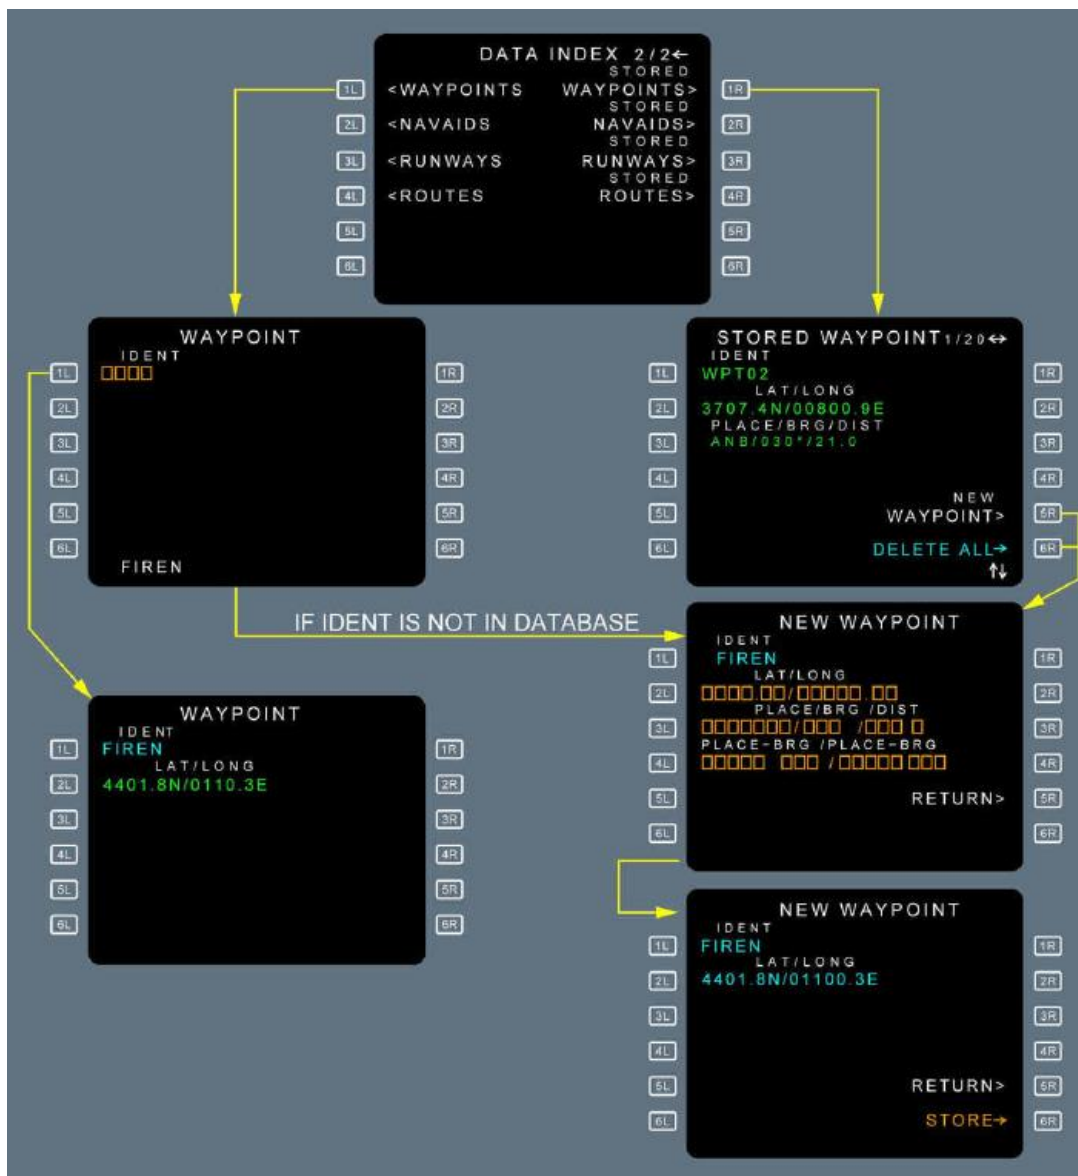 DATA INDEX 2/2←
STORED
1L <WAYPOINTS WAYPOINTS> 1R
STORED
2L <NAVAIDS NAVAIDS> 2R
STORED
3L <RUNWAYS RUNWAYS> 3R
STORED
4L <ROUTES ROUTES> 4R
5L 5R
6L 6R
WAYPOINT
IDENT
1L □□□□ 1R
2L 2R
3L 3R
4L 4R
5L 5R
6L 6R
FIREN
STORED WAYPOINT 1/20↔
IDENT
1L WPT02 1R
LAT/LONG
2L 3707.4N/00800.9E 2R
PLACE/BRG/DIST
3L ANB/030°/21.0 3R
4L 4R
NEW
5L WAYPOINT> 5R
6L DELETE ALL→ 6R
↑↓
IF IDENT IS NOT IN DATABASE
NEW WAYPOINT
IDENT
1L FIREN 1R
LAT/LONG
2L □□□□.□□/□□□□□.□□ 2R
PLACE/BRG /DIST
3L □□□□□□□/□□□ /□□□ □ 3R
PLACE-BRG /PLACE-BRG
4L □□□□□ □□□ /□□□□□ □□□ 4R
5L RETURN> 5R
6L 6R
WAYPOINT
IDENT
1L FIREN 1R
LAT/LONG
2L 4401.8N/0110.3E 2R
3L 3R
4L 4R
5L 5R
6L 6R
NEW WAYPOINT
IDENT
1L FIREN 1R
LAT/LONG
2L 4401.8N/01100.3E 2R
3L 3R
4L 4R
5L RETURN> 5R
6L STORE→ 6R